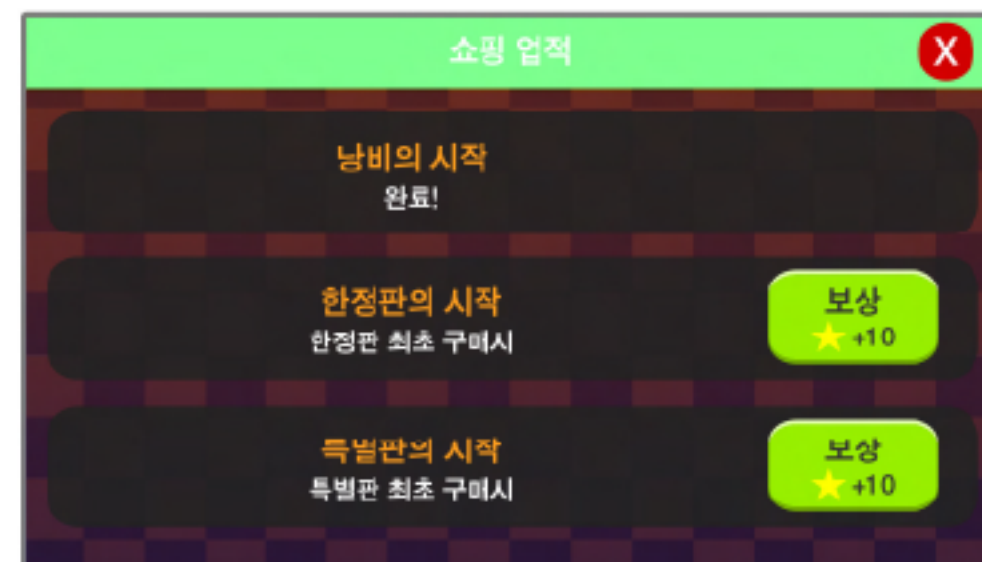 쇼핑 업적
X
낭비의 시작
완료!
한정판의 시작
한정판 최초 구매시
보상
+10
특별판의 시작
특별판 최초 구매시
보상
+10